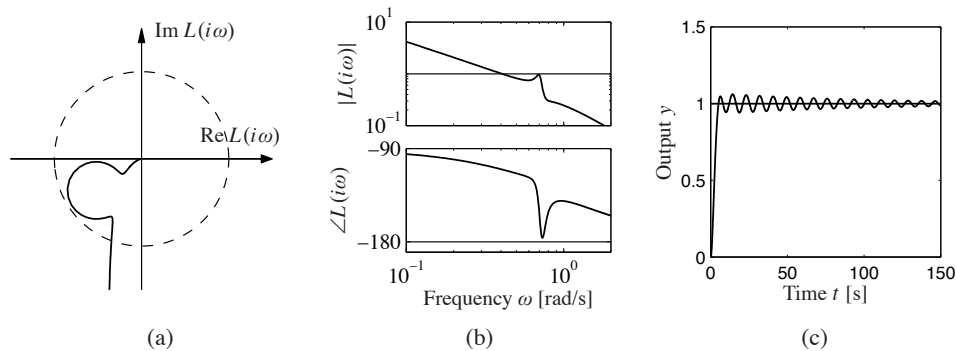 Im L(iω)
Re L(iω)
(a)
10^1
|L(iω)|
10^-1
-90
∠L(iω)
-180
10^-1
10^0
Frequency ω [rad/s]
(b)
1.5
1
0.5
0
Output y
0
50
100
150
Time t [s]
(c)